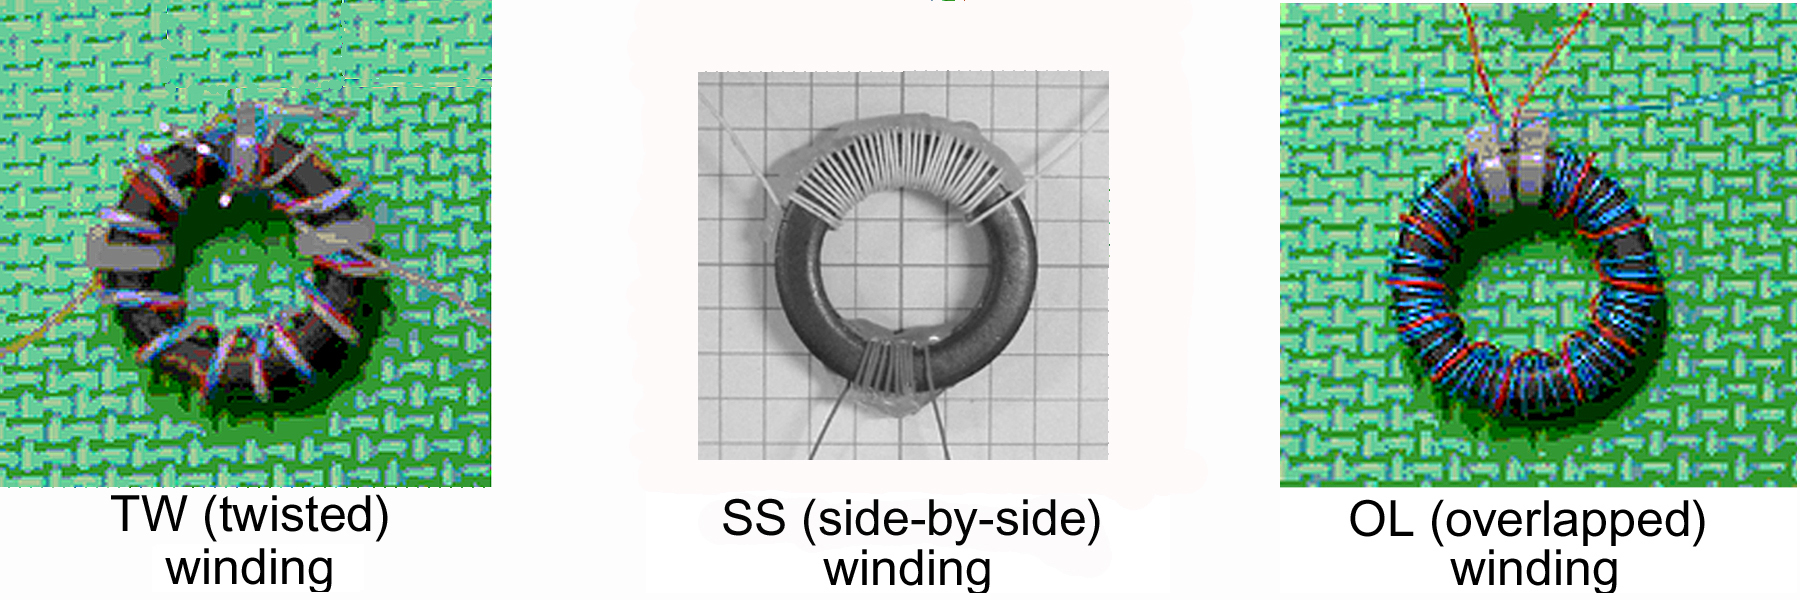 TW (twisted)
winding
SS (side-by-side)
winding
OL (overlapped)
winding